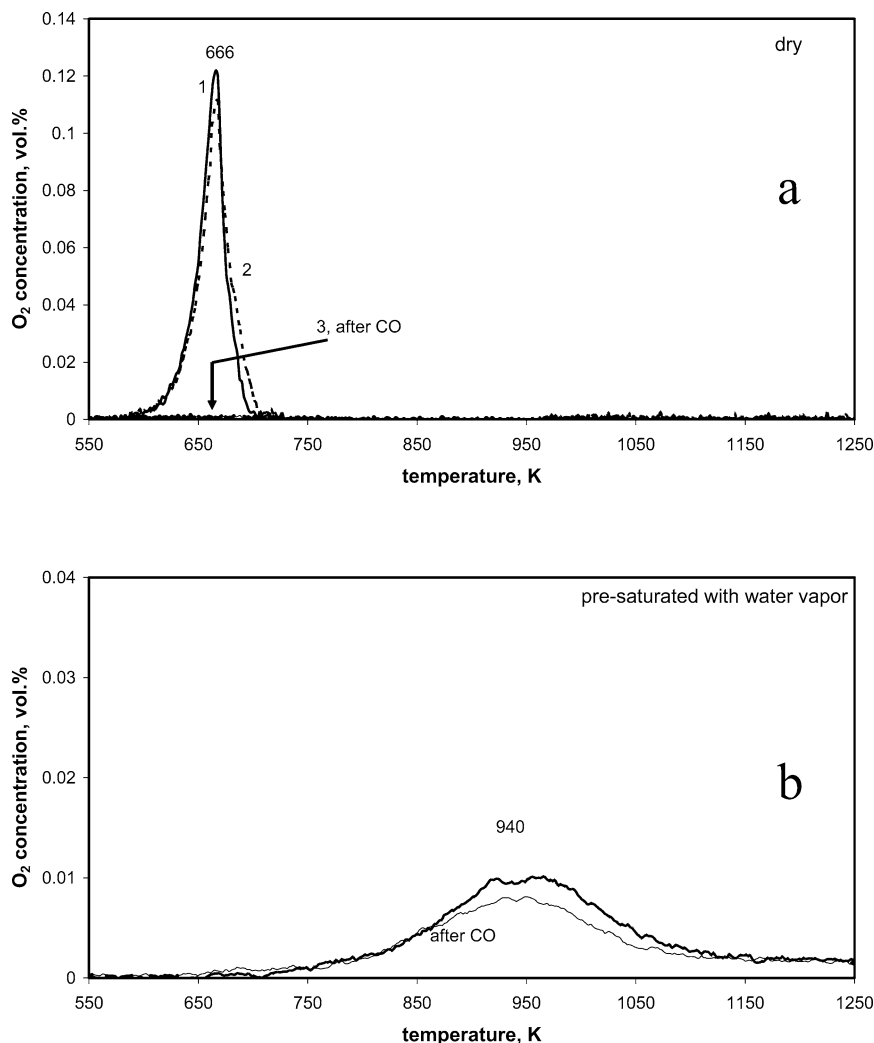 0.14
666
dry
0.12
1
0.1
a
0.08
O2 concentration, vol.%
0.06
2
0.04
3, after CO
0.02
0
550 650 750 850 950 1050 1150 1250
temperature, K
0.04
pre-saturated with water vapor
0.03
O2 concentration, vol.%
0.02
b
940
0.01
after CO
0
550 650 750 850 950 1050 1150 1250
temperature, K